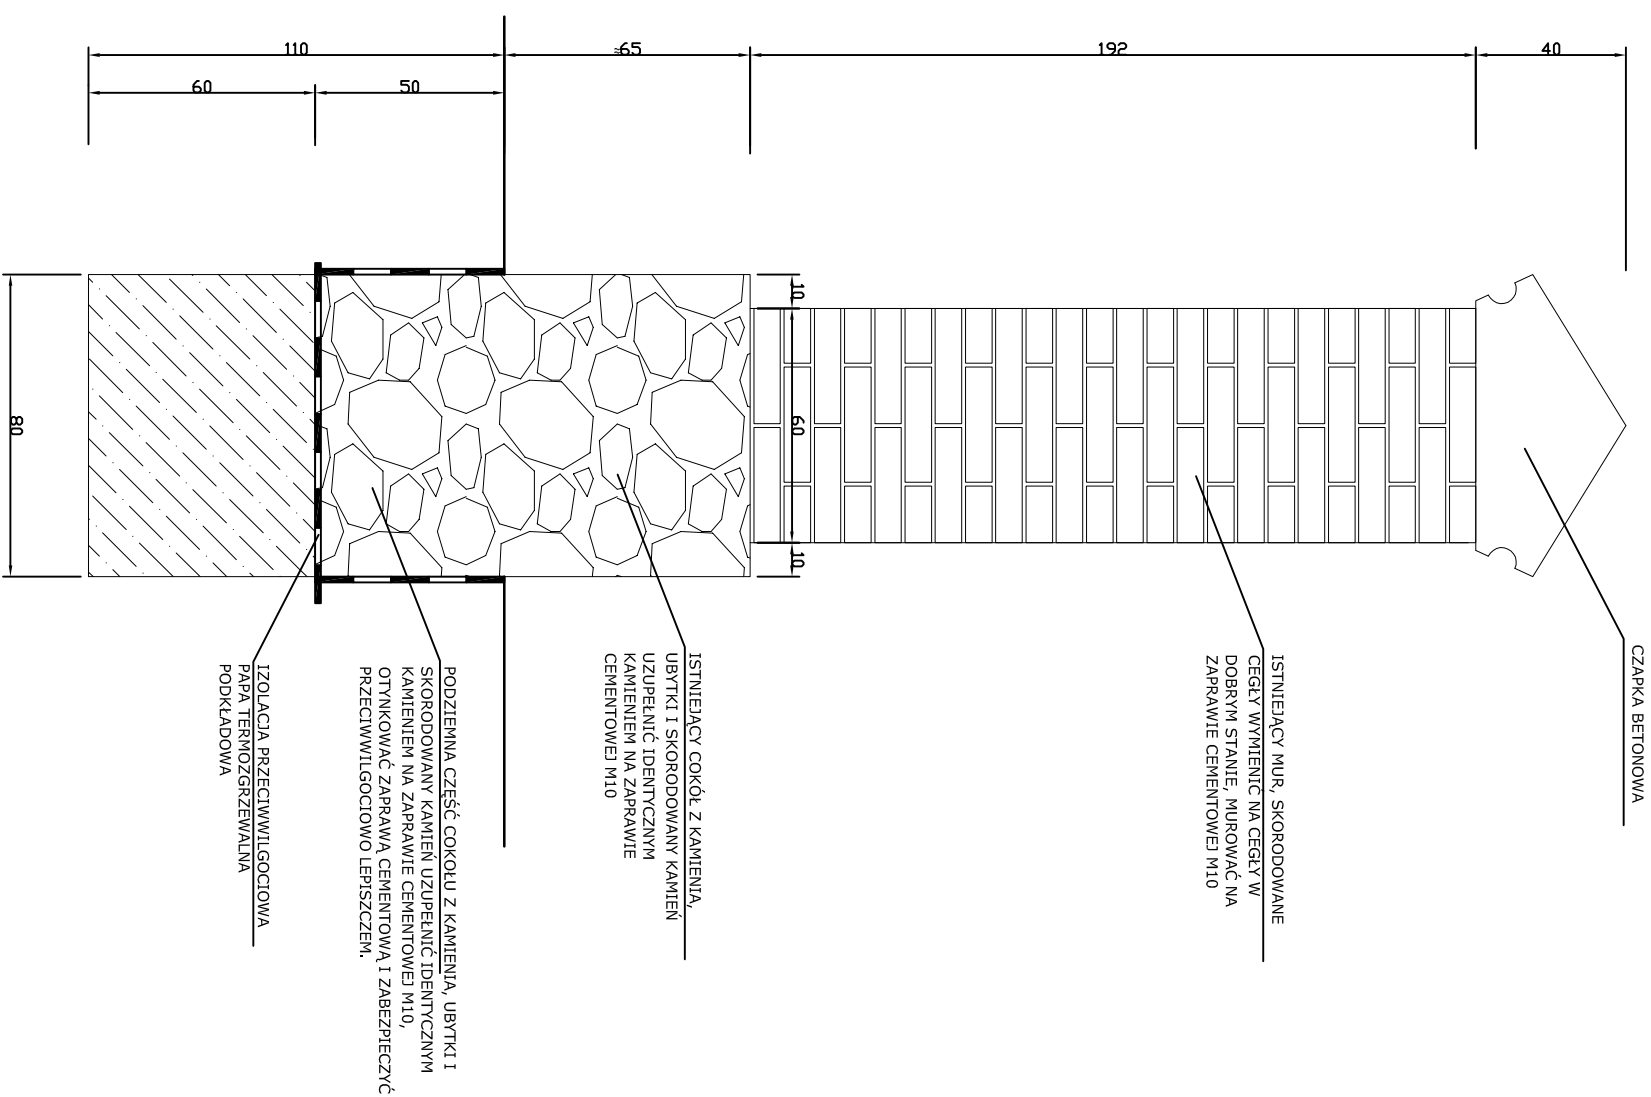 CZAPKA BETONOWA
ISTNIEJĄCY MUR, SKORODOWANE
CEGŁY WYMIENIĆ NA CEGŁY W
DOBRYM STANIE, MUROWAĆ NA
ZAPRAWIE CEMENTOWEJ M10
ISTNIEJĄCY COKÓŁ Z KAMIENIA,
UBYTKI I SKORODOWANY KAMIEŃ
UZUPEŁNIĆ IDENTYCZNYM
KAMIENIEM NA ZAPRAWIE
CEMENTOWEJ M10
PODZIEMNA CZĘŚĆ COKOŁU Z KAMIENIA, UBYTKI I
SKORODOWANY KAMIEŃ UZUPEŁNIĆ IDENTYCZNYM
KAMIENIEM NA ZAPRAWIE CEMENTOWEJ M10,
OTYNKOWAĆ ZAPRAWĄ CEMENTOWĄ I ZABEZPIECZYĆ
PRZECIWWILGOCIOWO LEPISZCZEM.
IZOLACJA PRZECIWWILGOCIOWA
PAPA TERMOZGRZEWALNA
PODKŁADOWA
40
192
≈65
110
50
60
10
60
10
80